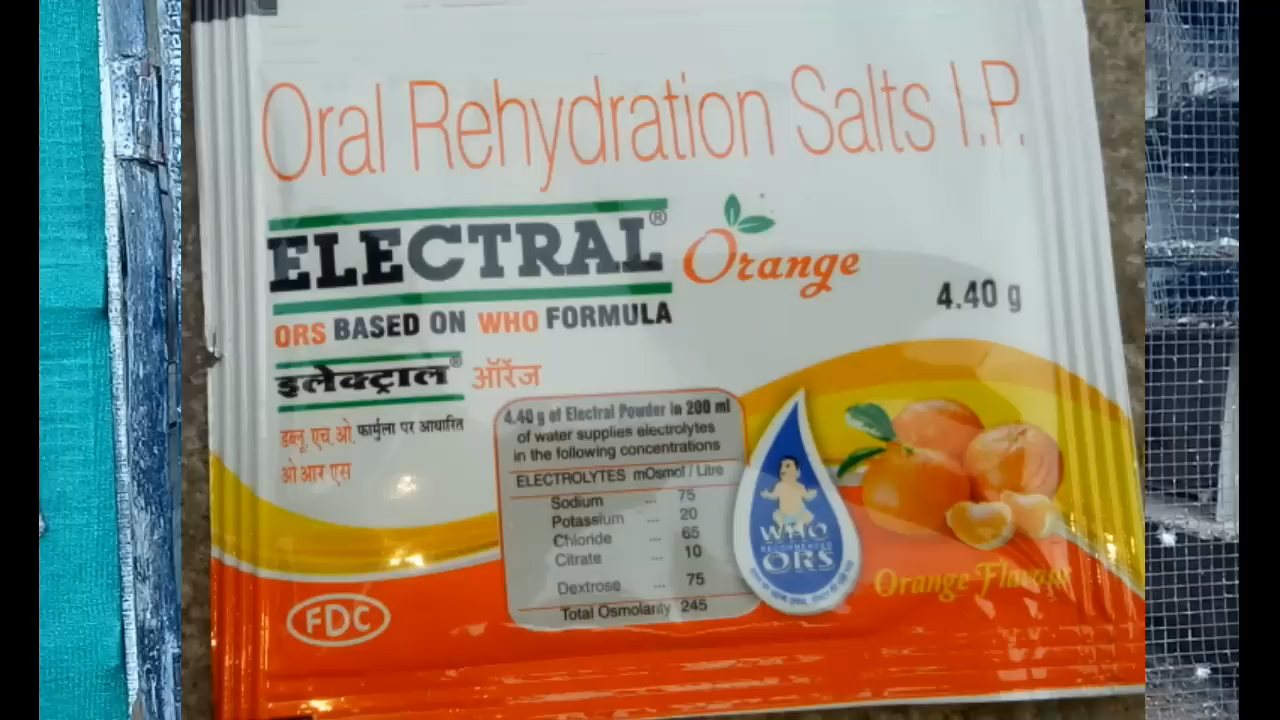 Oral Rehydration Salts I.P.
ELECTRAL® Orange
4.40 g
ORS BASED ON WHO FORMULA
इलेक्ट्राल® ऑरेंज
डब्लू.एच.ओ. फार्मुला पर आधारित
ओ आर एस
4.40 g of Electral Powder in 200 ml
of water supplies electrolytes
in the following concentrations
ELECTROLYTES mOsmol / Litre
Sodium ... 75
Potassium ... 20
Chloride ... 65
Citrate ... 10
Dextrose ... 75
Total Osmolarity 245
WHO
RECOMMENDED
ORS
Orange Flavour
FDC